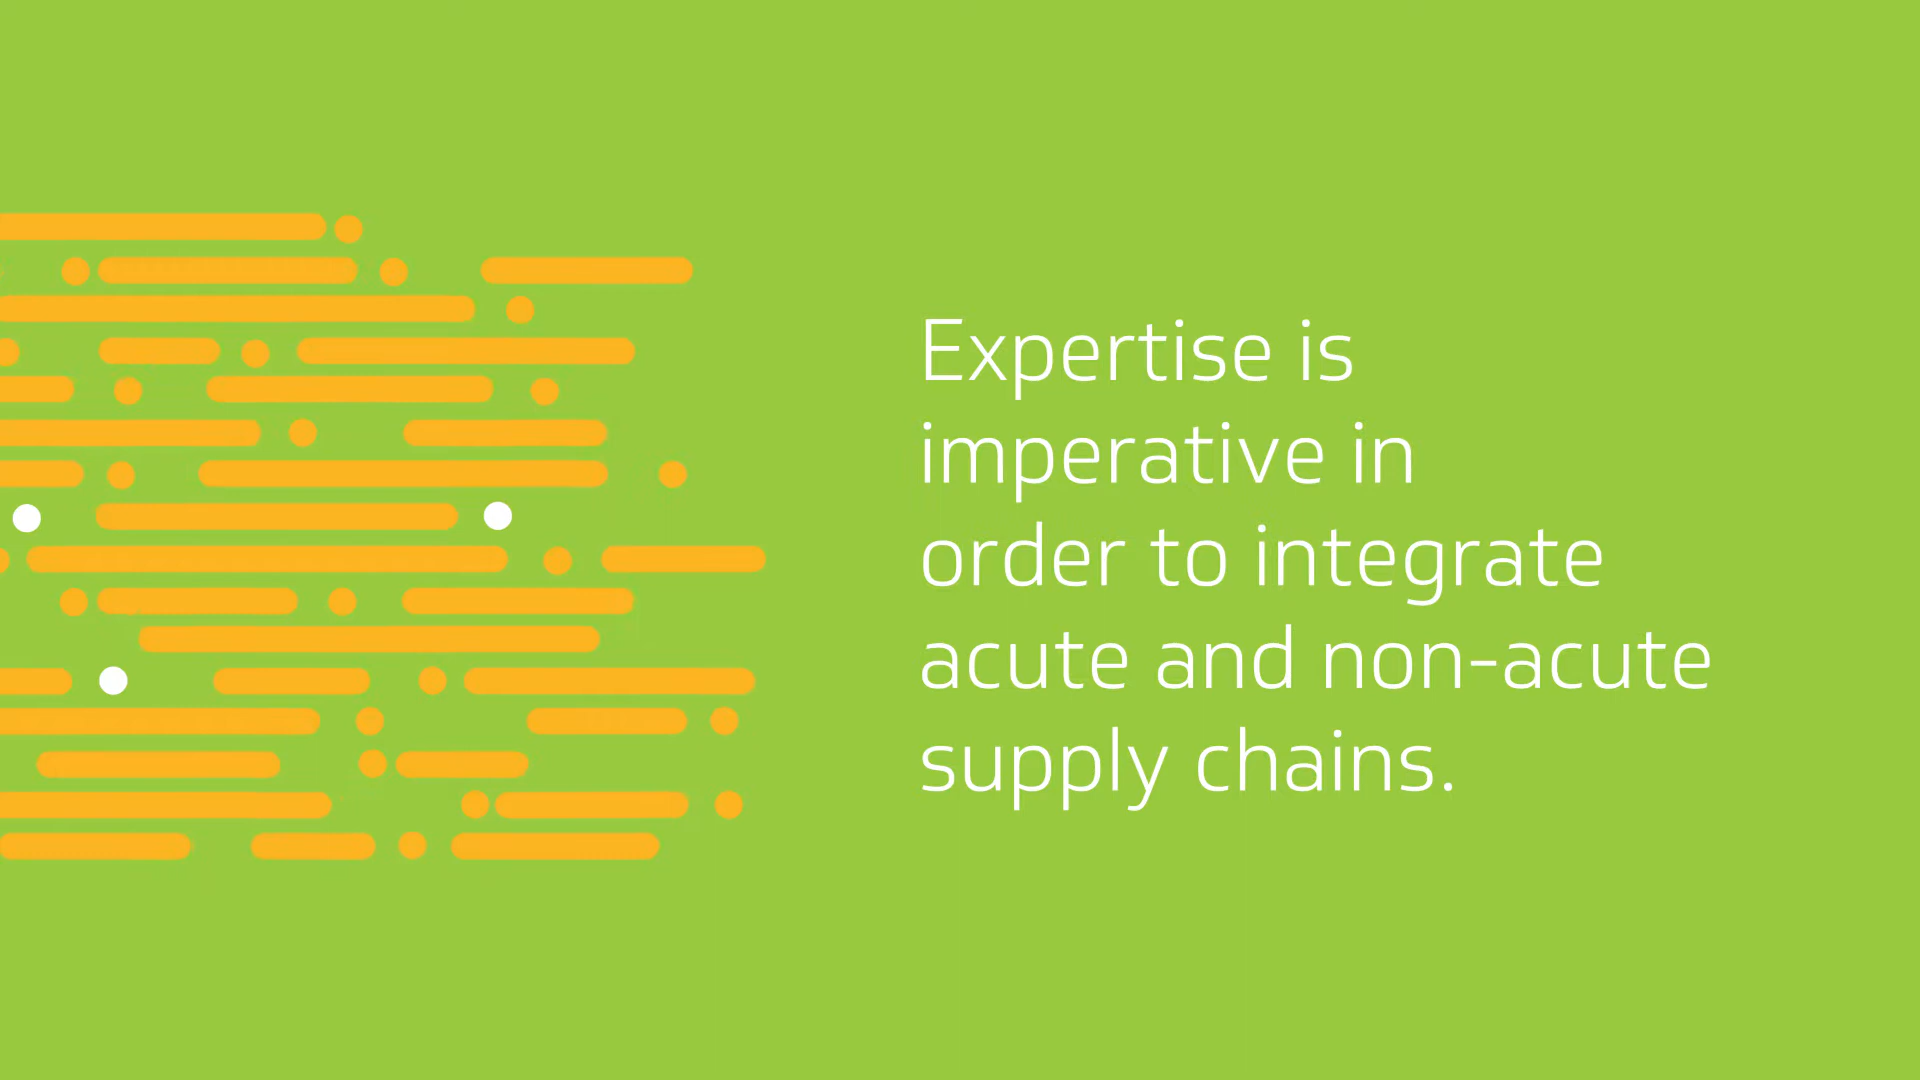 Expertise is
imperative in
order to integrate
acute and non-acute
supply chains.